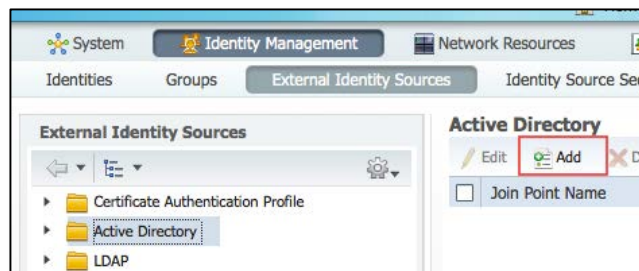 System Identity Management Network Resources
Identities Groups External Identity Sources Identity Source
External Identity Sources
Active Directory
Edit Add
Join Point Name
Certificate Authentication Profile
Active Directory
LDAP